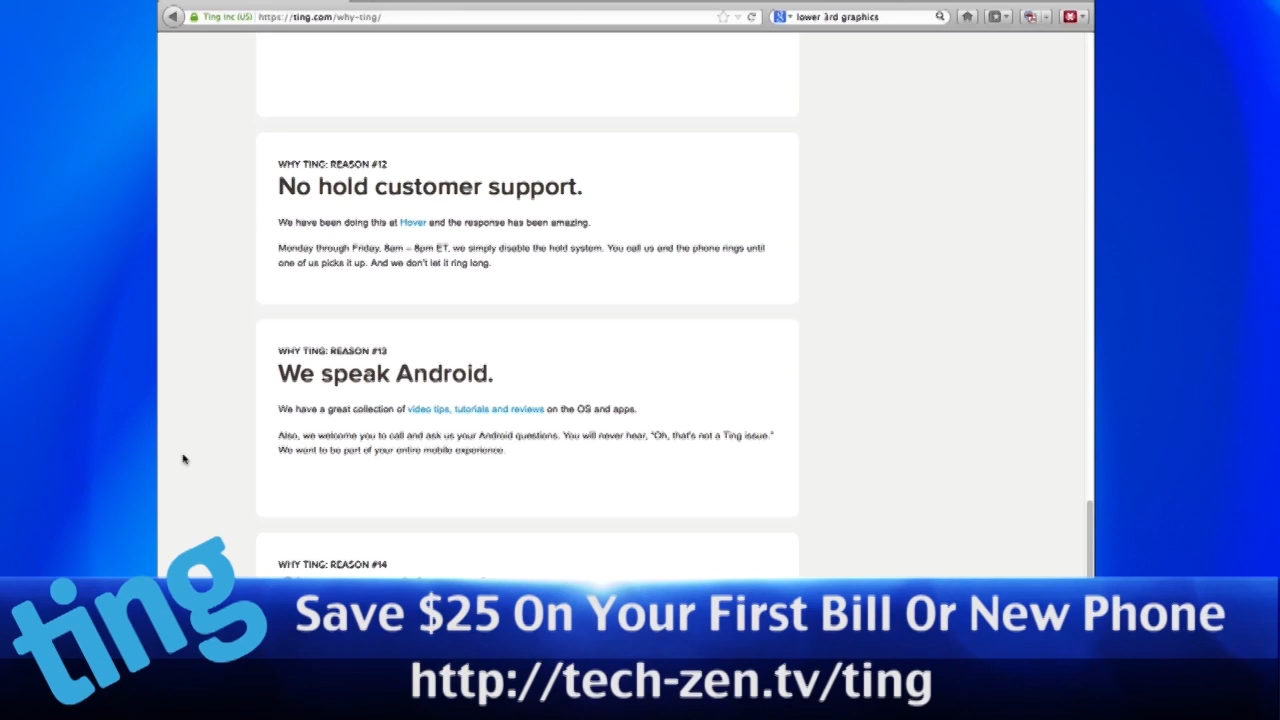 Ting Inc (US) https://ting.com/why-ting/
lower 3rd graphics
WHY TING: REASON #12
No hold customer support.
We have been doing this at Hover and the response has been amazing.
Monday through Friday, 8am – 8pm ET, we simply disable the hold system. You call us and the phone rings until
one of us picks it up. And we don't let it ring long.
WHY TING: REASON #13
We speak Android.
We have a great collection of video tips, tutorials and reviews on the OS and apps.
Also, we welcome you to call and ask us your Android questions. You will never hear, "Oh, that's not a Ting issue."
We want to be part of your entire mobile experience.
WHY TING: REASON #14
ting
Save $25 On Your First Bill Or New Phone
http://tech-zen.tv/ting